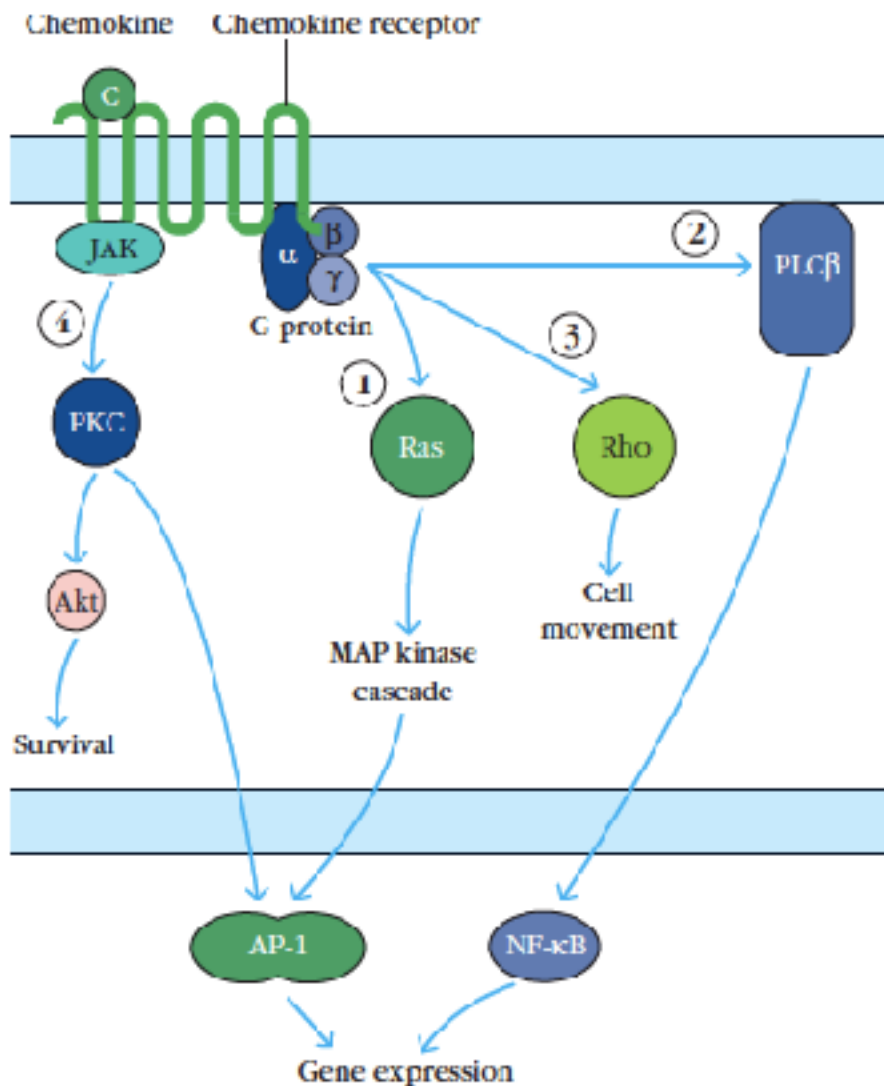 Chemokine
Chemokine receptor
C
JAK
α
β
γ
G protein
2
PLCβ
4
3
1
PKC
Ras
Rho
Akt
Cell
movement
MAP kinase
cascade
Survival
AP-1
NF-κB
Gene expression